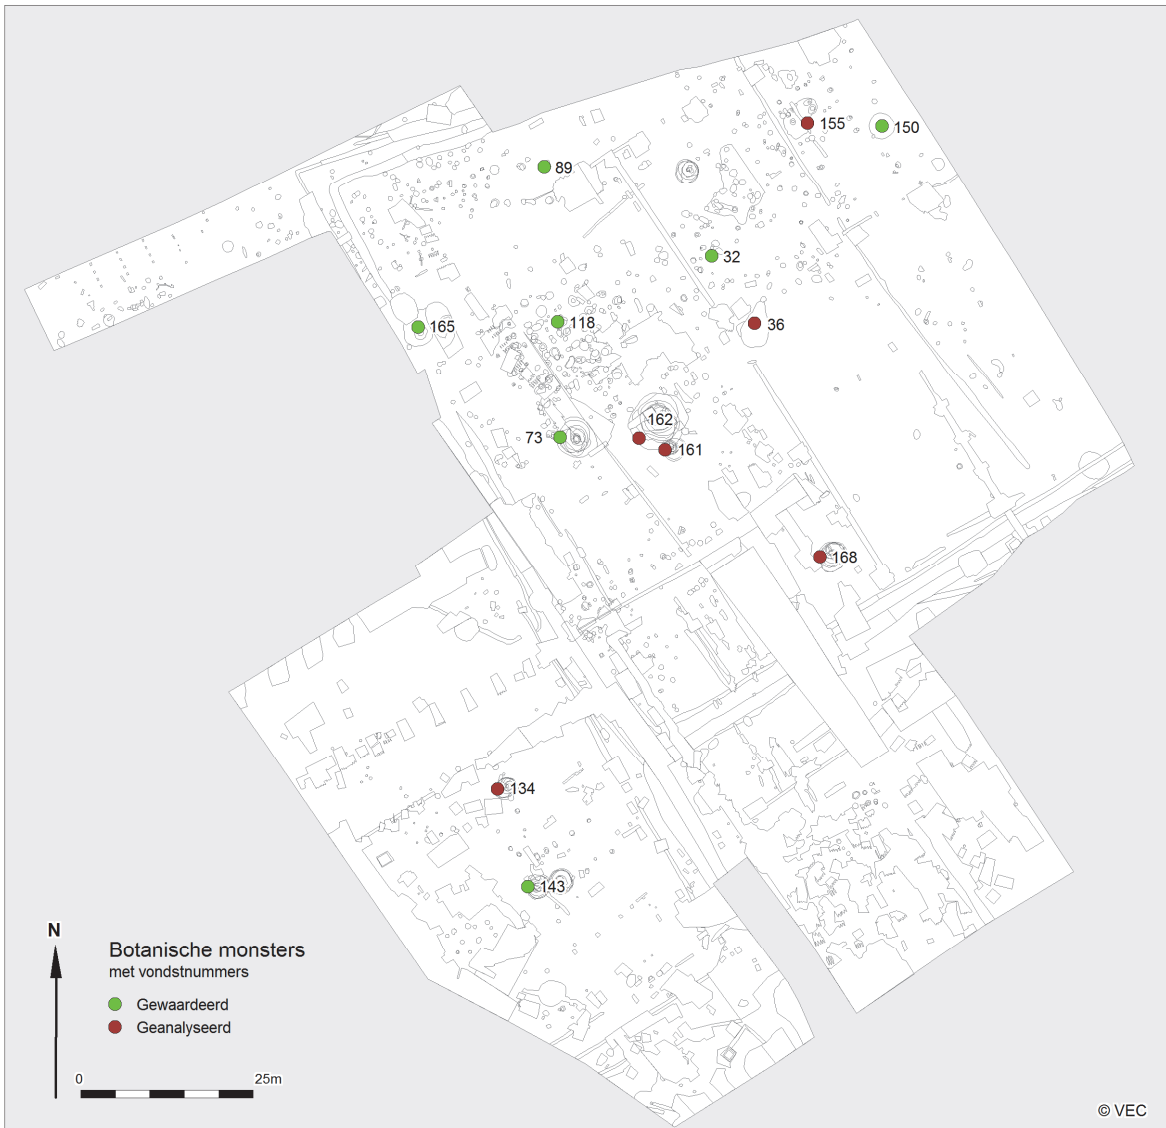 155
150
89
32
165
118
36
162
73
161
168
134
143
N
Botanische monsters
met vondstnummers
Gewaardeerd
Geanalyseerd
0 25m
© VEC